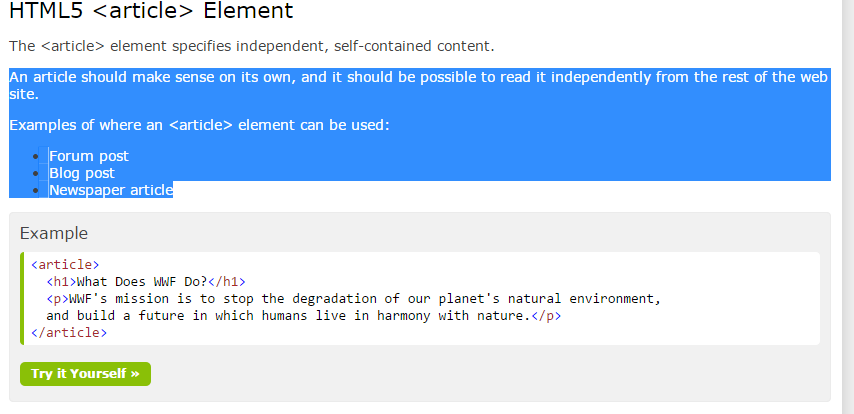 HTML5 <article> Element
The <article> element specifies independent, self-contained content.
An article should make sense on its own, and it should be possible to read it independently from the rest of the web
site.
Examples of where an <article> element can be used:
• Forum post
• Blog post
• Newspaper article
Example
<article>
  <h1>What Does WWF Do?</h1>
  <p>WWF's mission is to stop the degradation of our planet's natural environment,
  and build a future in which humans live in harmony with nature.</p>
</article>
Try it Yourself »